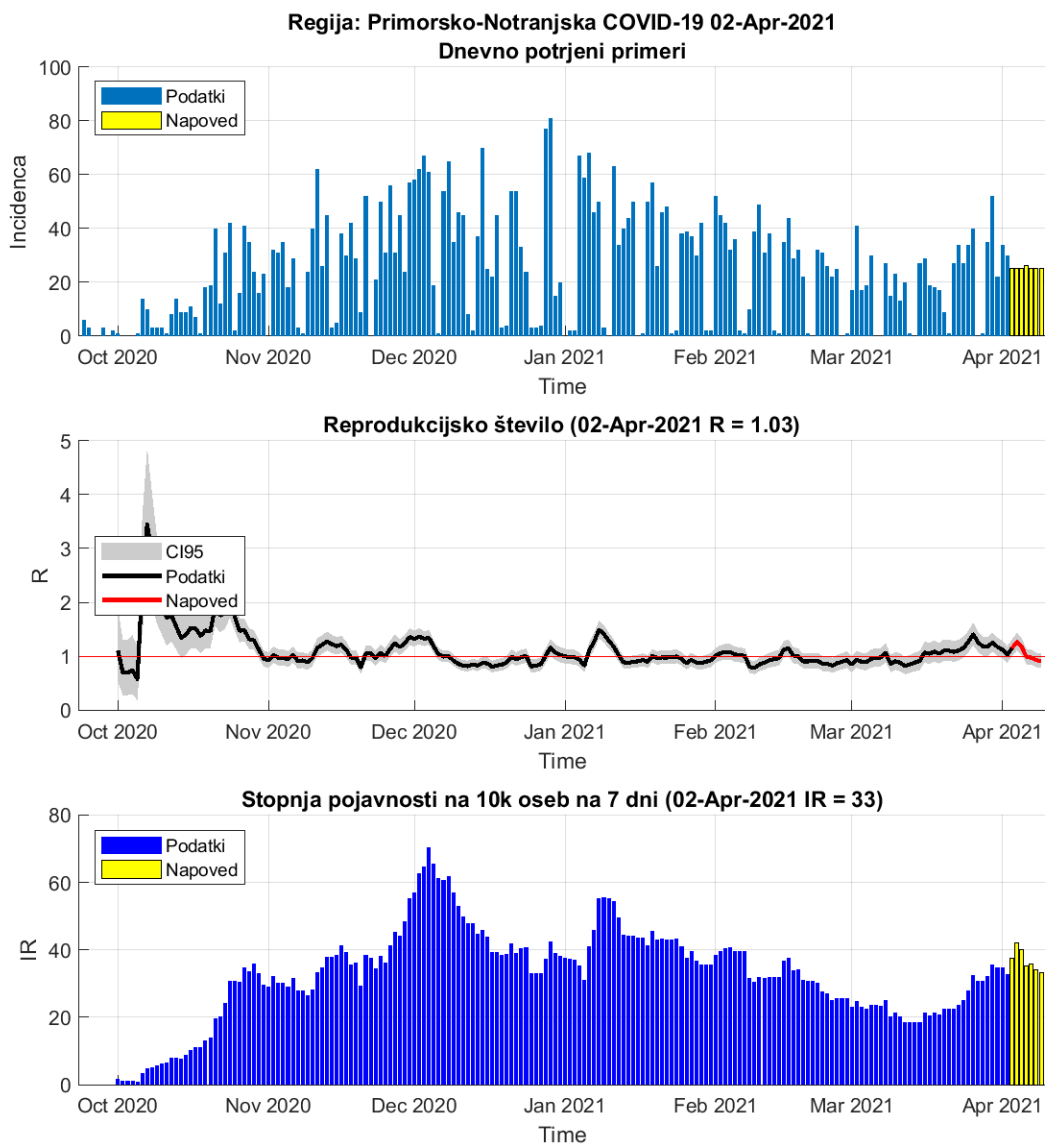 Regija: Primorsko-Notranjska COVID-19 02-Apr-2021
Dnevno potrjeni primeri
100
80
60
40
20
0
Incidenca
Podatki
Napoved
Oct 2020 Nov 2020 Dec 2020 Jan 2021 Feb 2021 Mar 2021 Apr 2021
Time
Reprodukcijsko število (02-Apr-2021 R = 1.03)
5
4
3
2
1
0
R
CI95
Podatki
Napoved
Oct 2020 Nov 2020 Dec 2020 Jan 2021 Feb 2021 Mar 2021 Apr 2021
Time
Stopnja pojavnosti na 10k oseb na 7 dni (02-Apr-2021 IR = 33)
80
60
40
20
0
IR
Podatki
Napoved
Oct 2020 Nov 2020 Dec 2020 Jan 2021 Feb 2021 Mar 2021 Apr 2021
Time